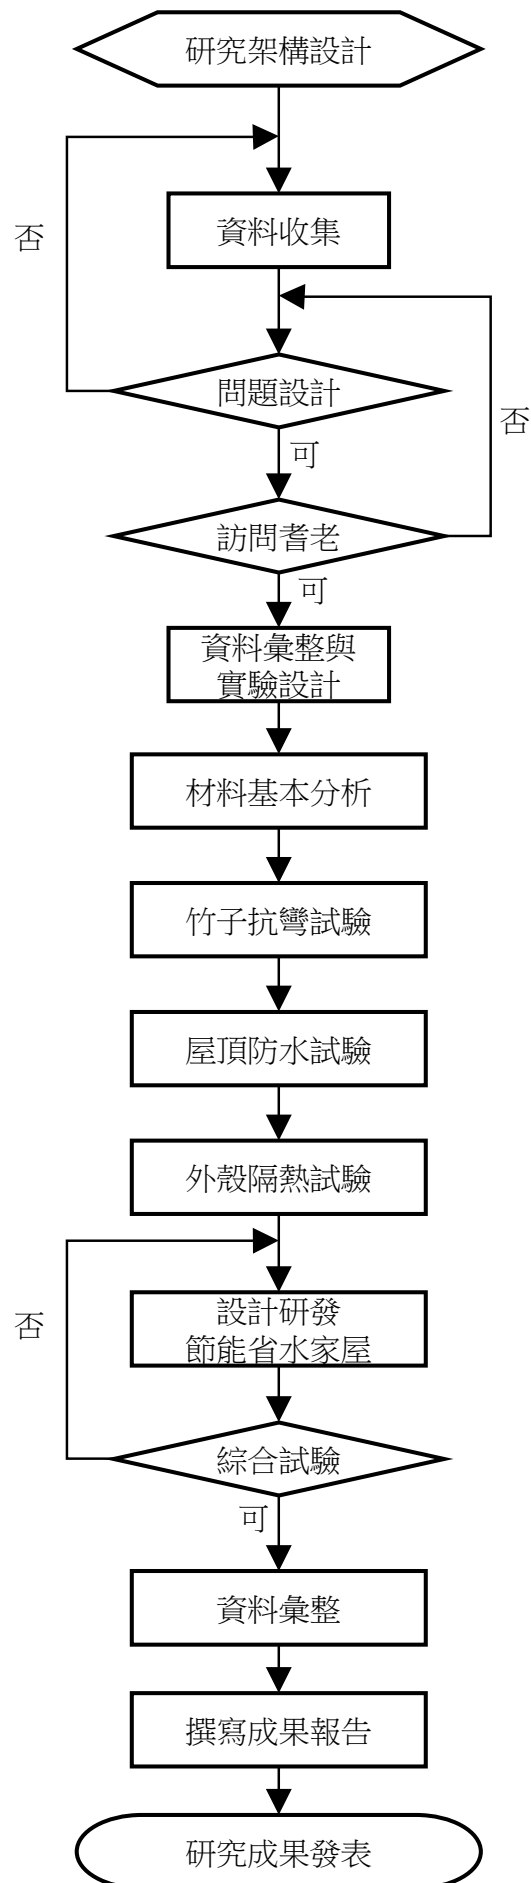 研究架構設計
資料收集
否
問題設計
否
可
訪問耆老
可
資料彙整與
實驗設計
材料基本分析
竹子抗彎試驗
屋頂防水試驗
外殼隔熱試驗
設計研發
節能省水家屋
否
綜合試驗
可
資料彙整
撰寫成果報告
研究成果發表